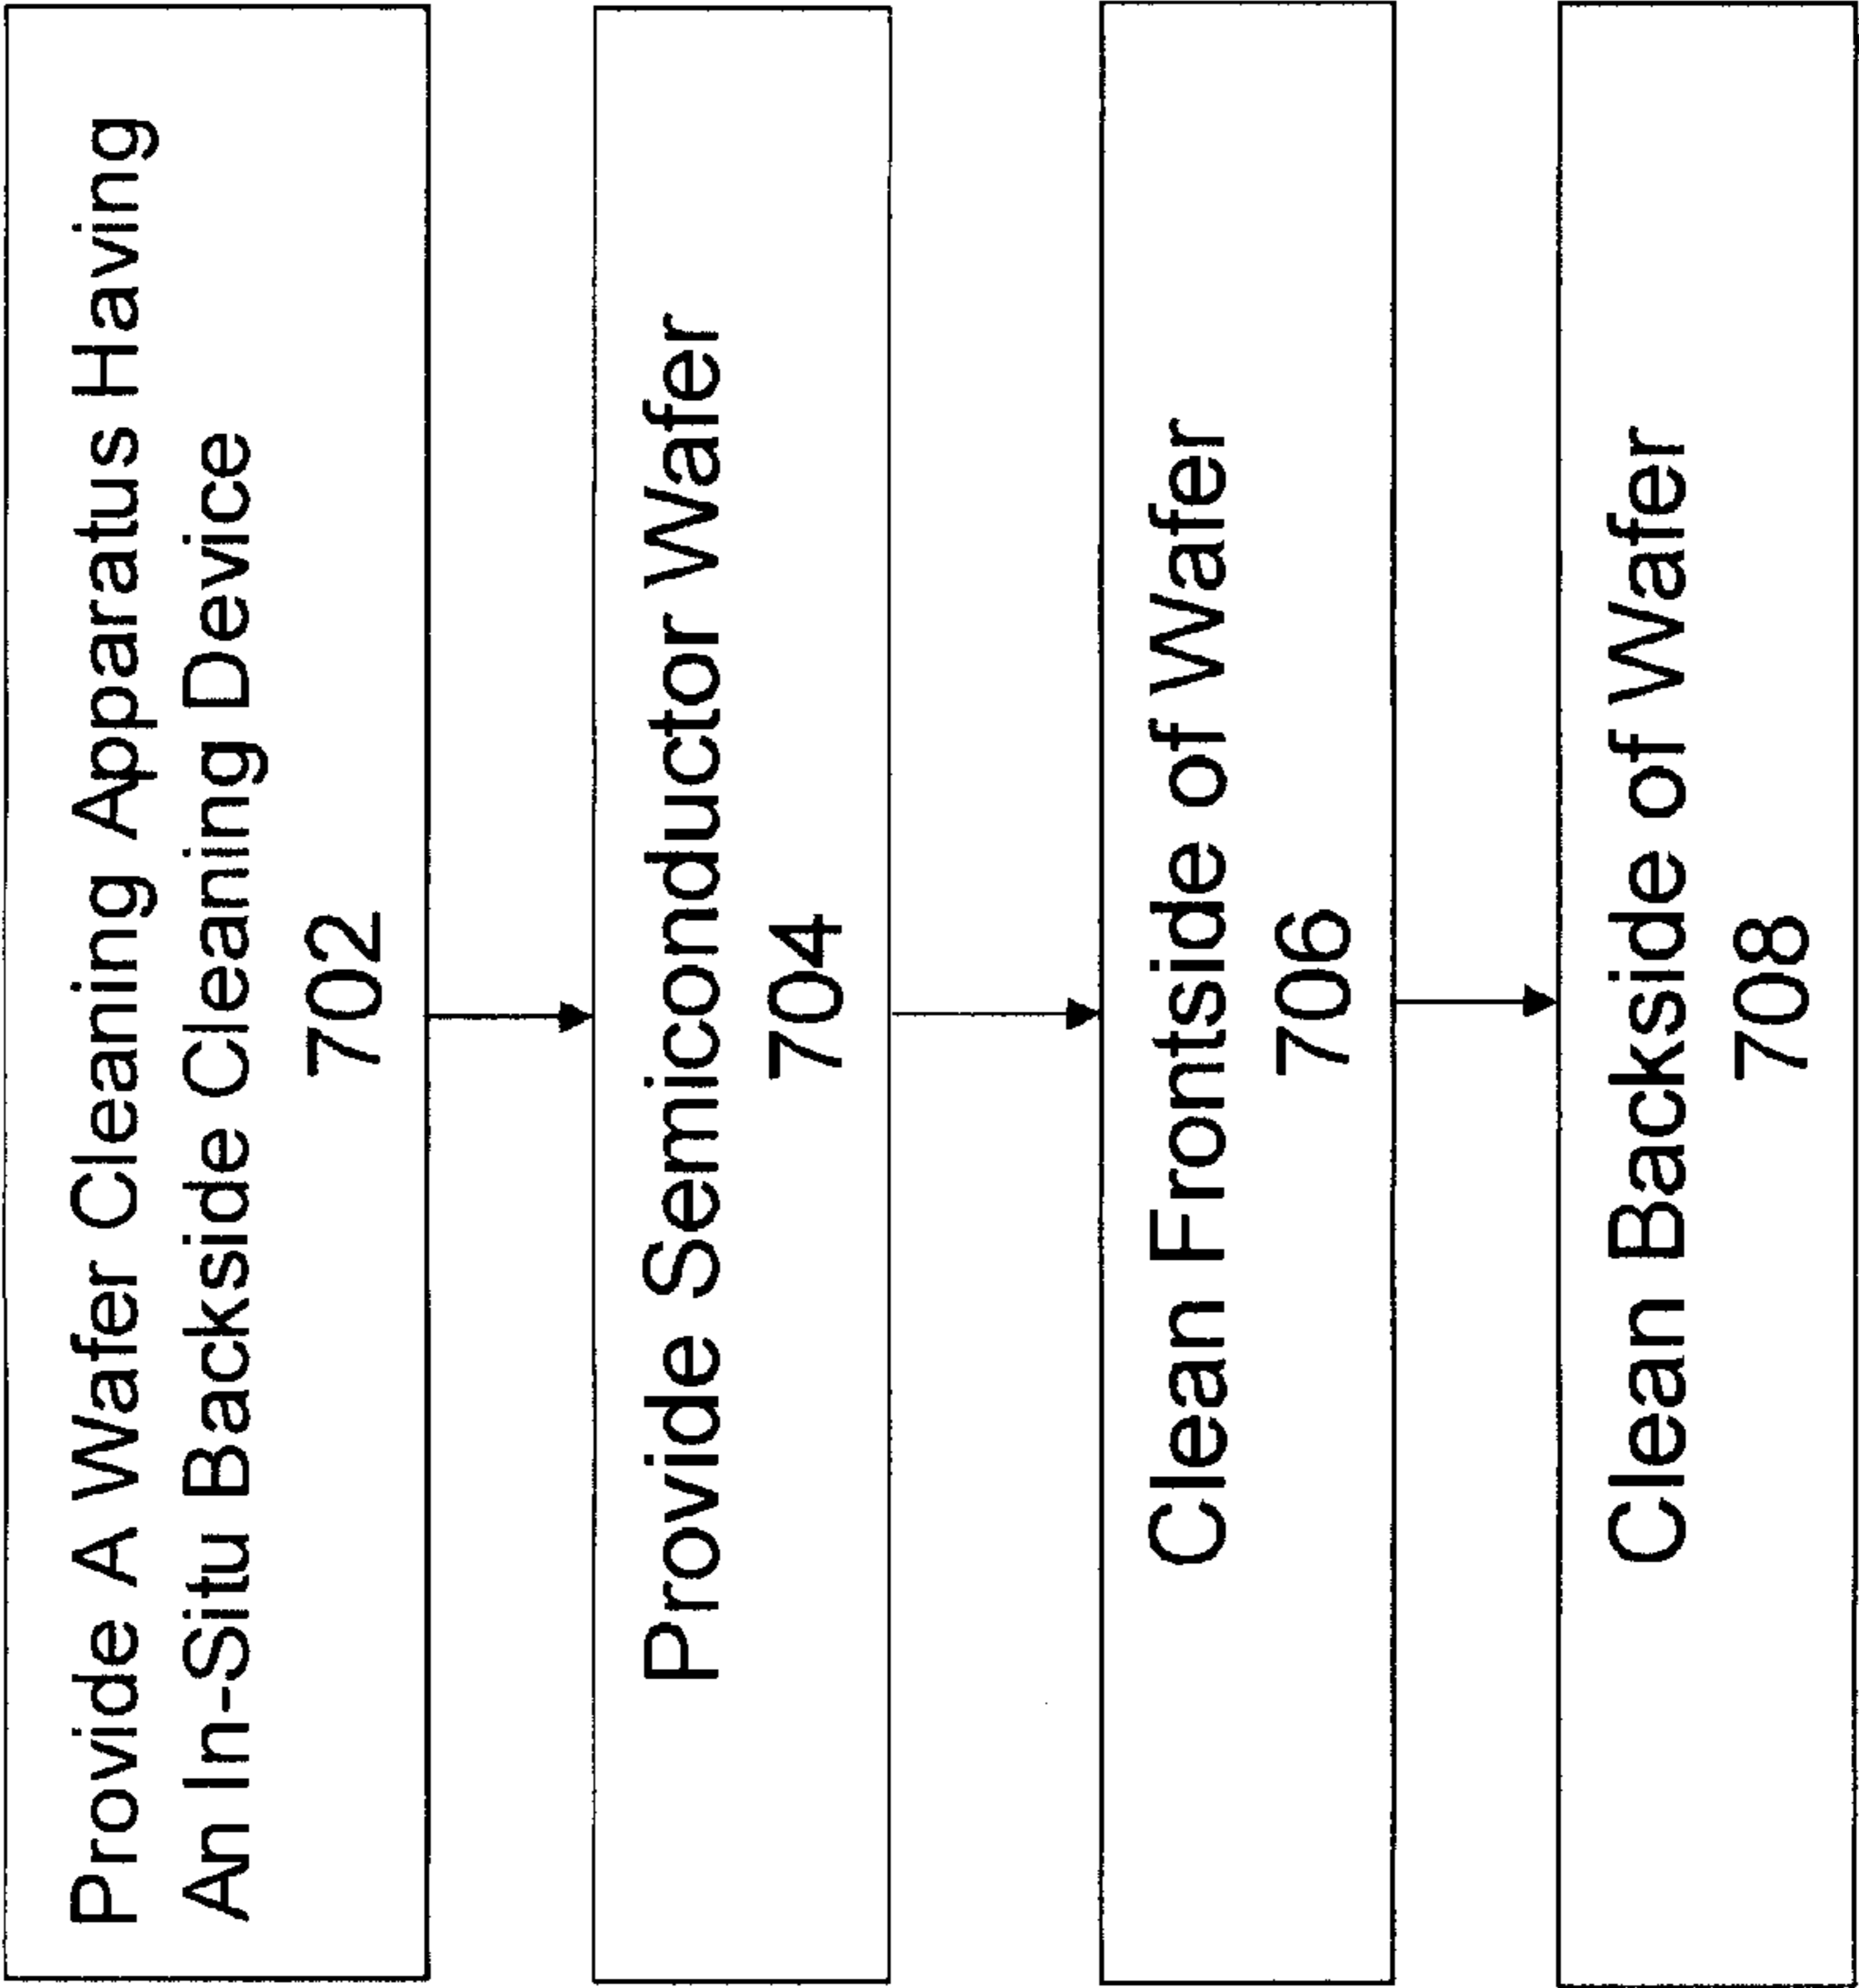 Provide A Wafer Cleaning Apparatus Having
An In-Situ Backside Cleaning Device
702
Provide Semiconductor Wafer
704
Clean Frontside of Wafer
706
Clean Backside of Wafer
708